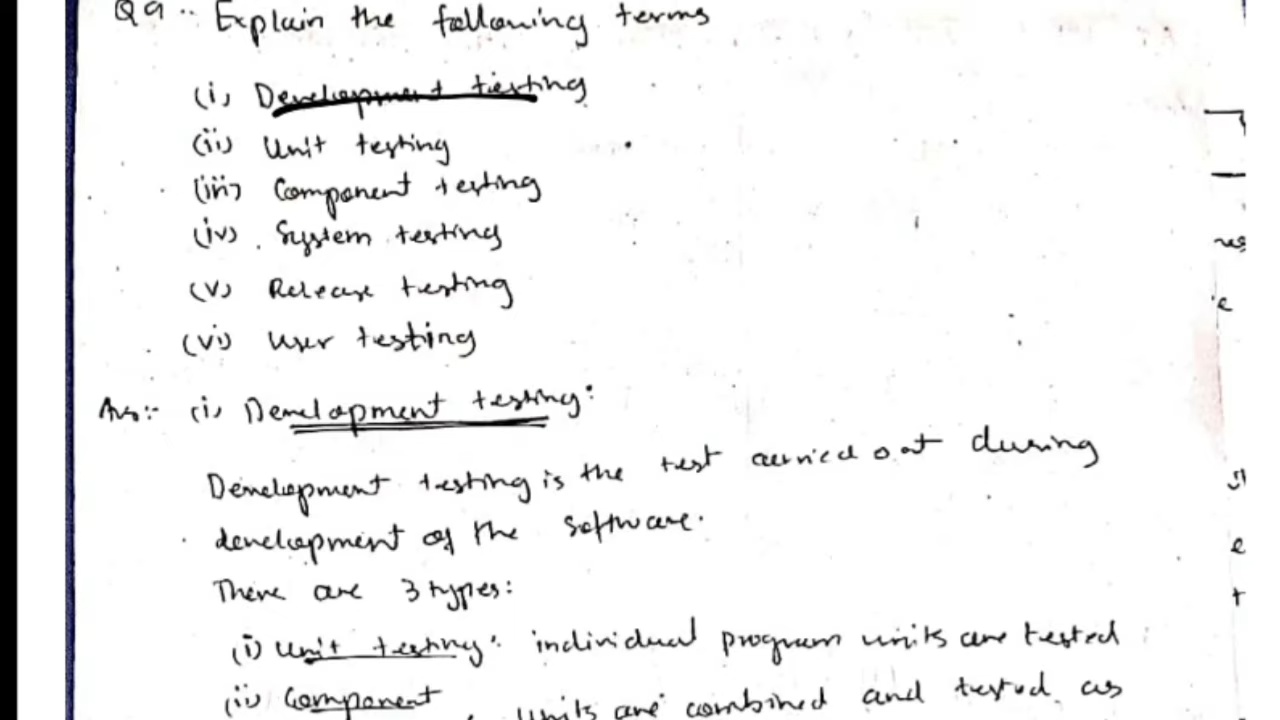 Q9 :- Explain the following terms
(i) Development testing
(ii) Unit testing
(iii) Component testing
(iv) System testing
(v) Release testing
(vi) User testing
Ans:- (i) Development testing:
Development testing is the test carried out during
development of the software.
There are 3 types:
(i) Unit testing: individual program units are tested
(ii) Component
units are combined and tested as